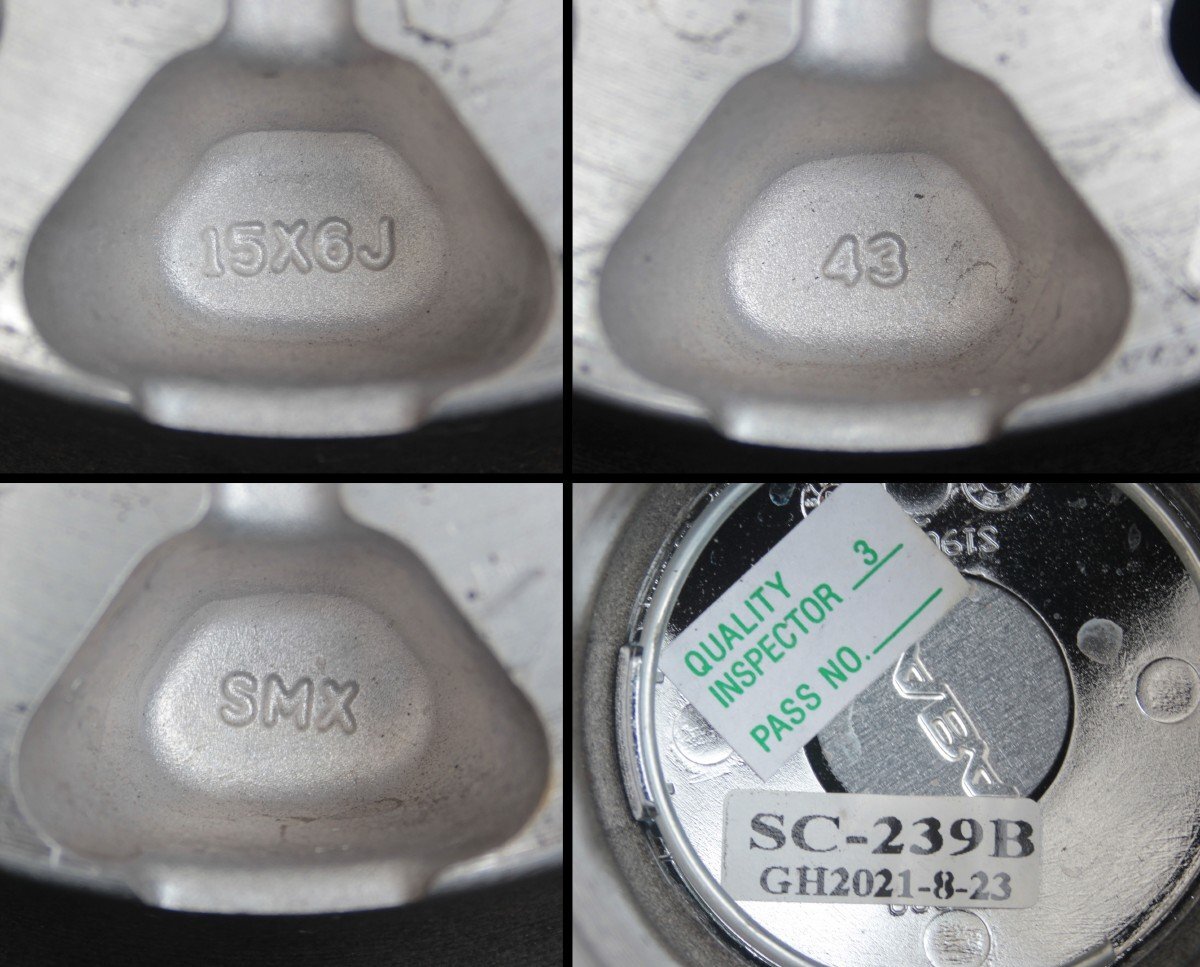 15X6J
43
SMX
QUALITY
INSPECTOR 3
PASS NO.
SC-239B
GH2021-8-23